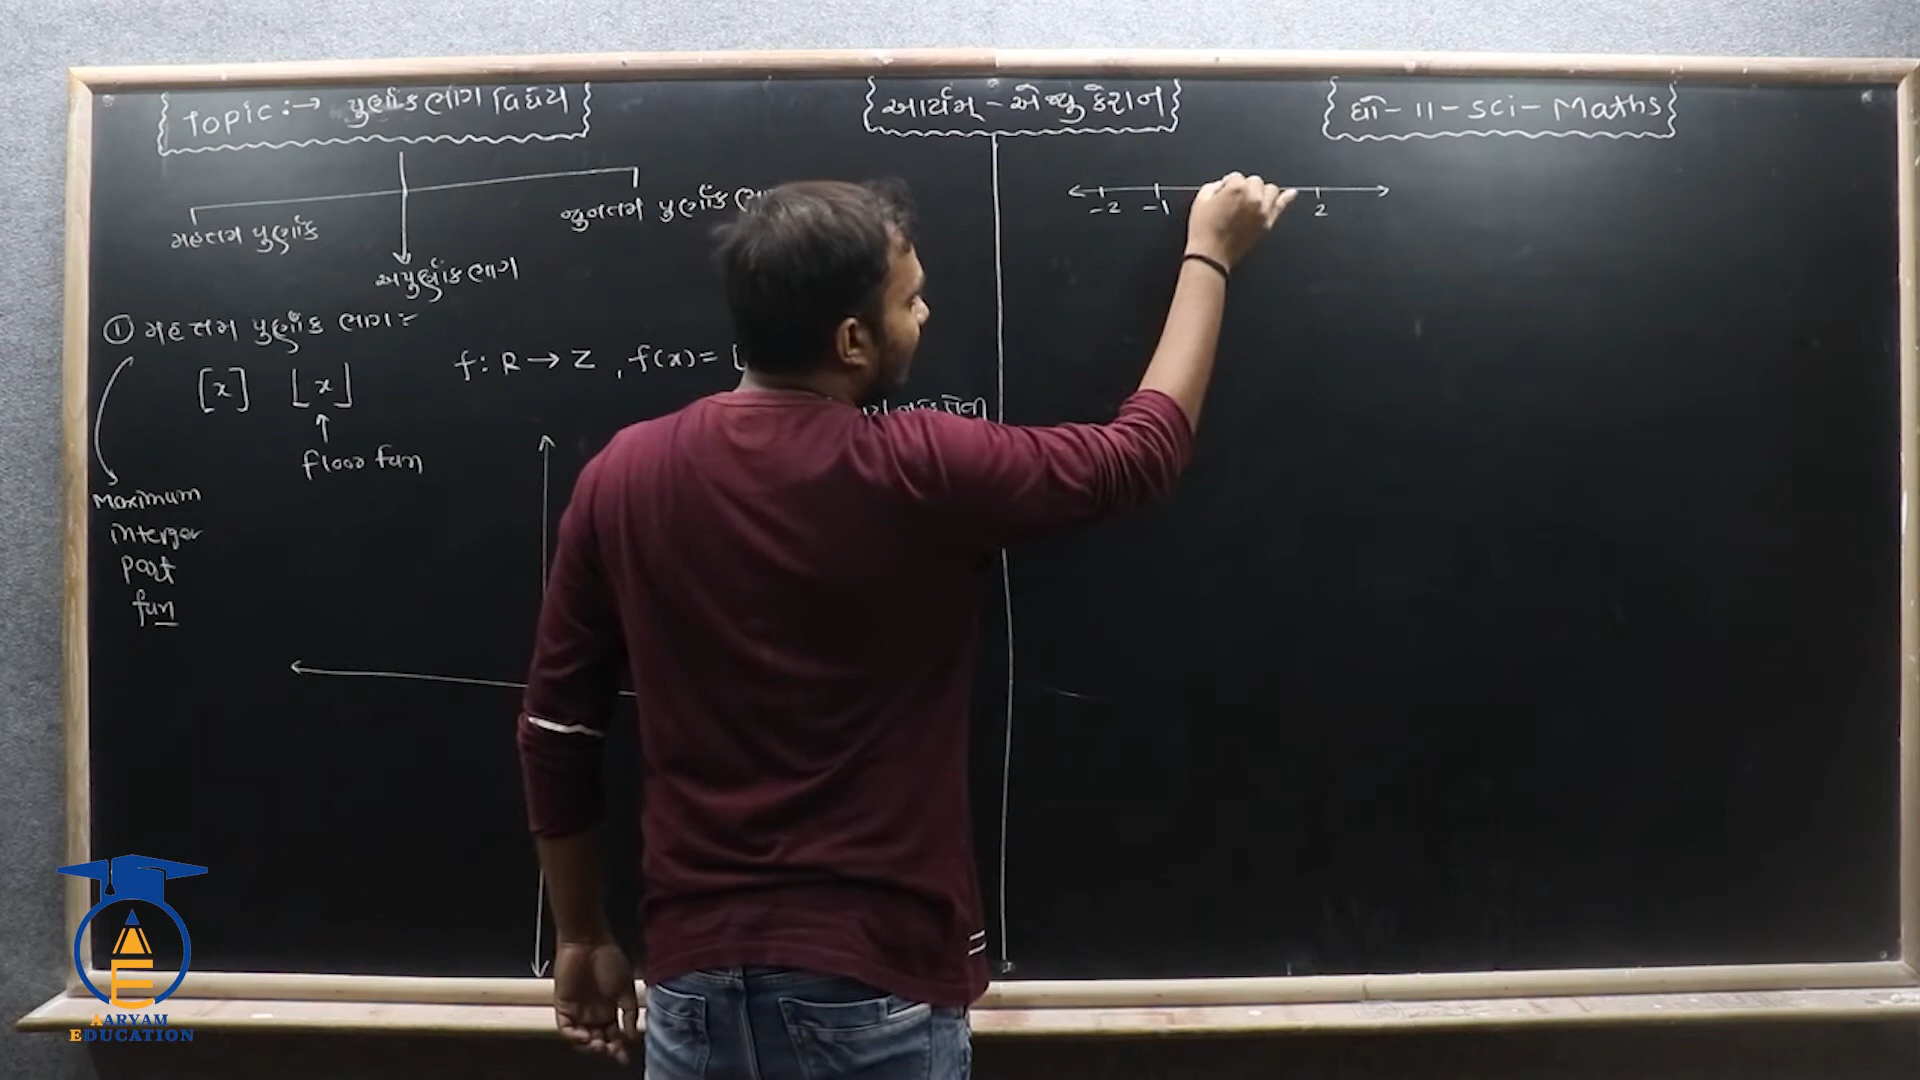 Topic :→ પુર્ણાંક ભાગ વિધેય
આર્યમ્ - એજ્યુકેશન
ધો - 11 - sci - Maths
મહત્તમ પુર્ણાંક
ન્યુનતમ પુર્ણાંક
અપુર્ણાંક ભાગ
-2 -1 2
① મહત્તમ પુર્ણાંક ભાગ :-
[x] ⌊x⌋
f : R → Z , f(x) = [
floor fun
Maximum
interger
part
fun
AARYAM
EDUCATION